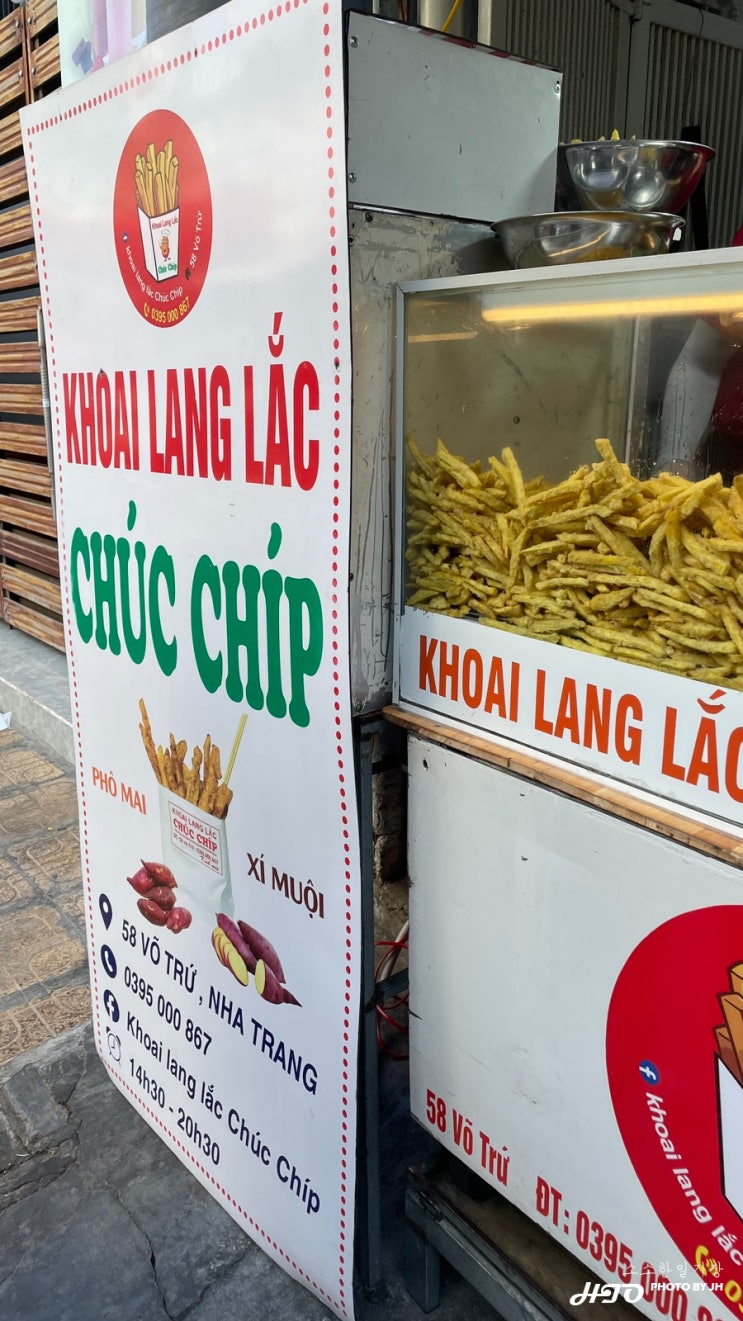 Khoai Lang Lắc
Chúc Chíp
khoai lang lắc Chúc Chíp
58 Võ Trứ
0395 000 867
KHOAI LANG LẮC
CHÚC CHÍP
PHÔ MAI
KHOAI LANG LẮC
CHÚC CHÍP
XÍ MUỘI
58 VÕ TRỨ , NHA TRANG
0395 000 867
Khoai lang lắc Chúc Chíp
14h30 - 20h30
KHOAI LANG LẮC
khoai lang lắc
58 Võ Trứ ĐT: 0395 000
HJO PHOTO BY JH